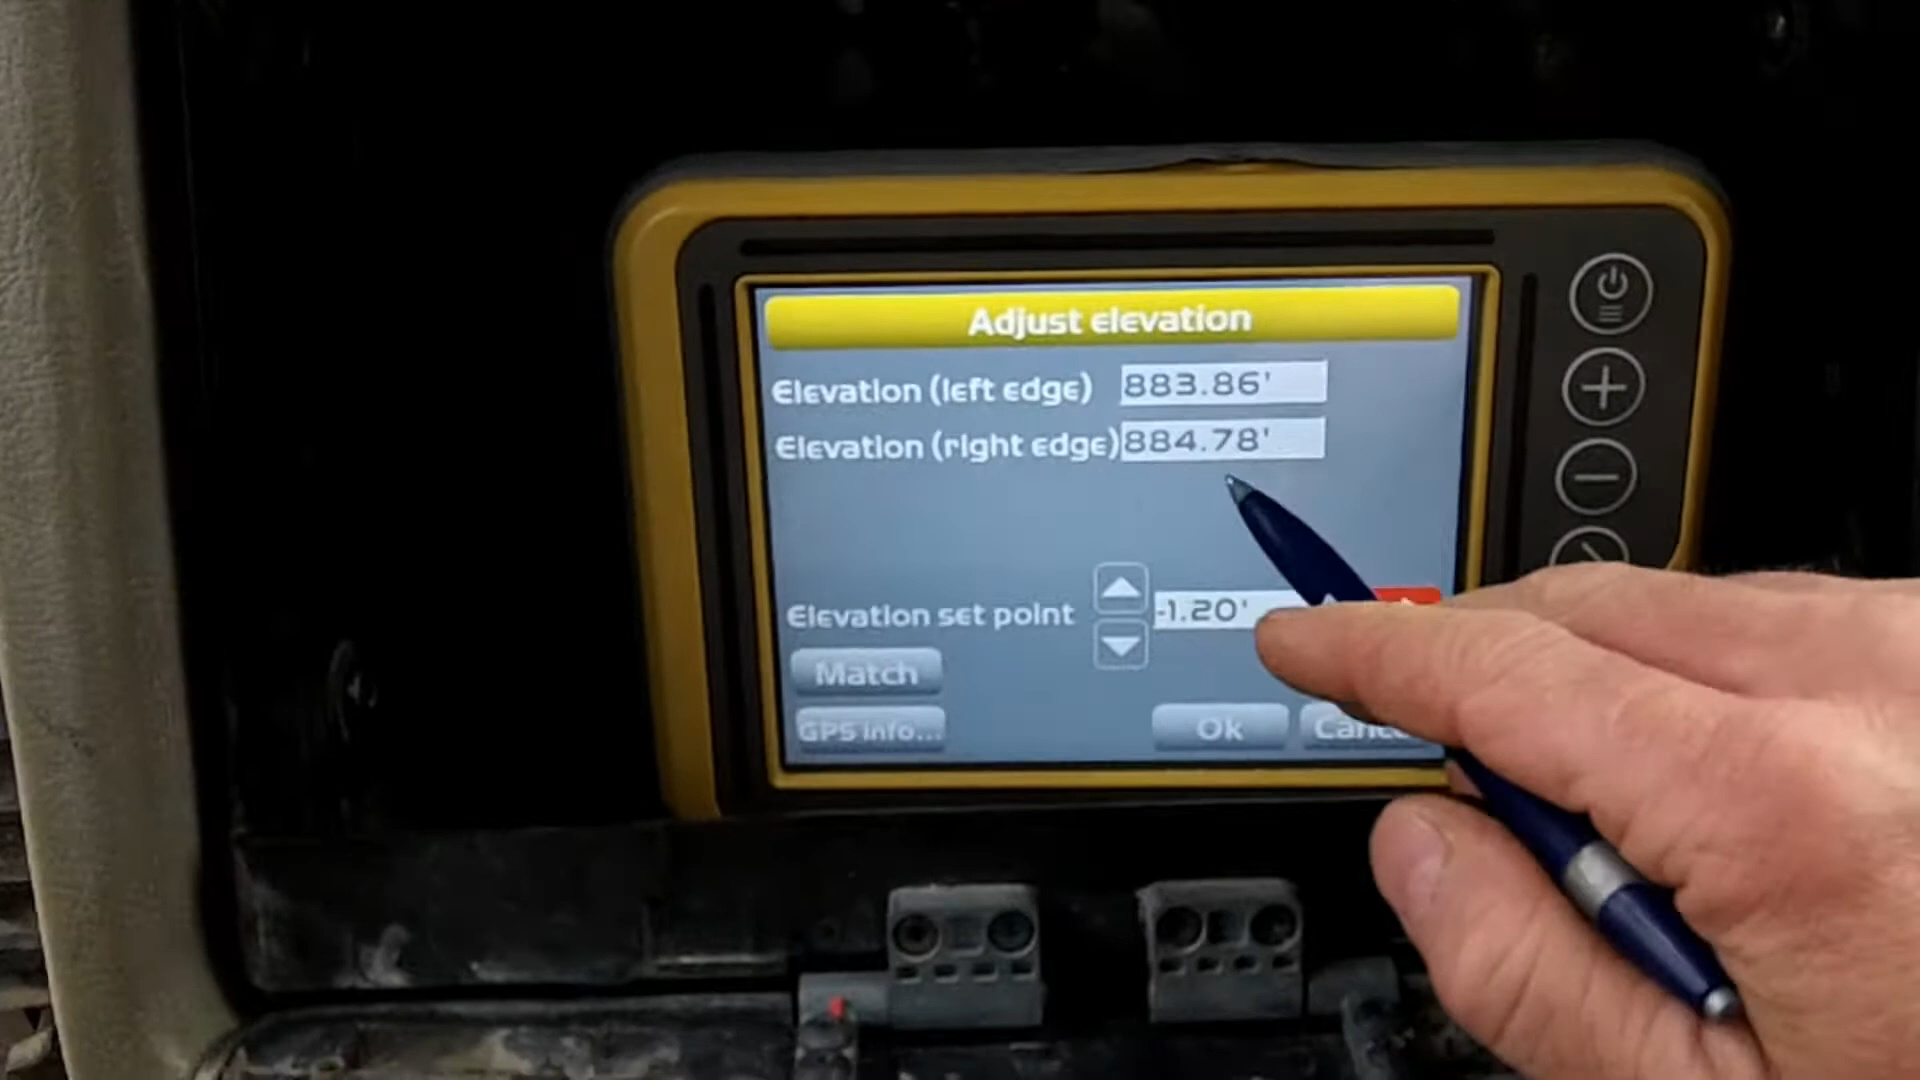 Adjust elevation
Elevation (left edge) 883.86'
Elevation (right edge) 884.78'
Elevation set point -1.20'
Match
GPS info... Ok